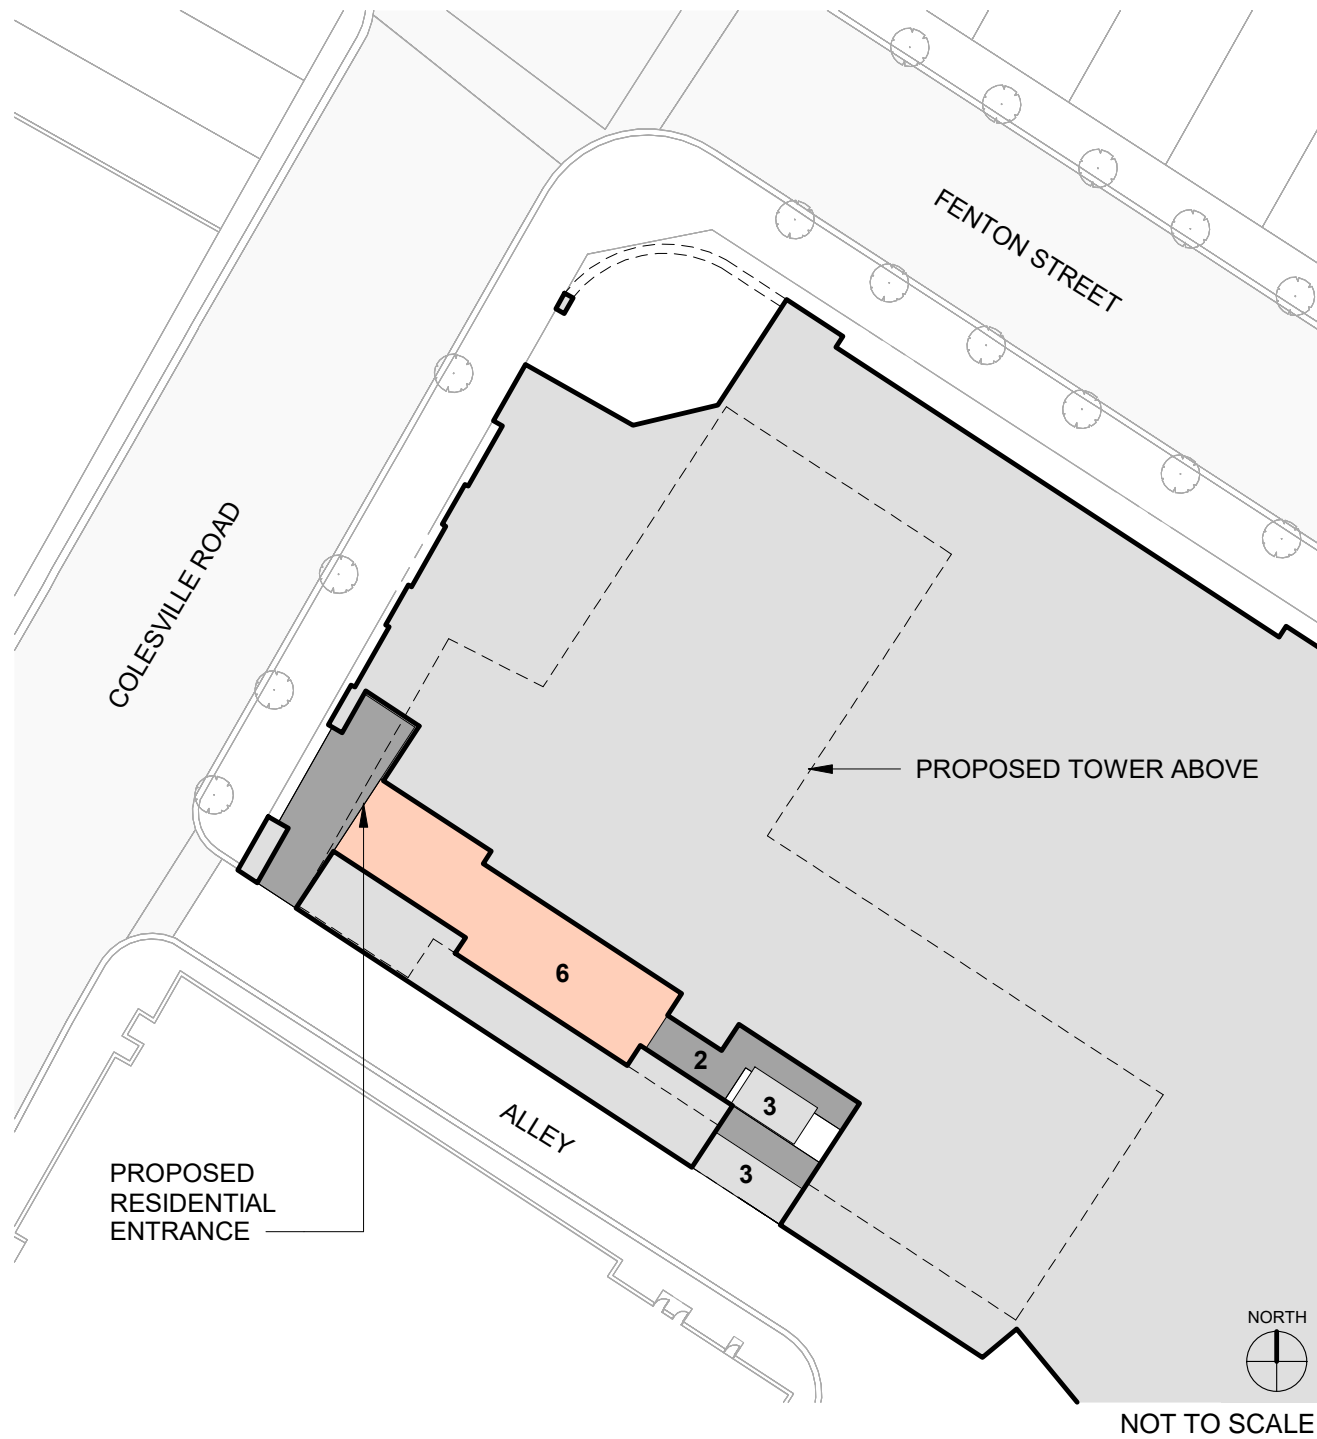 FENTON STREET
COLESVILLE ROAD
PROPOSED TOWER ABOVE
6
2
3
3
ALLEY
PROPOSED
RESIDENTIAL
ENTRANCE
NORTH
NOT TO SCALE